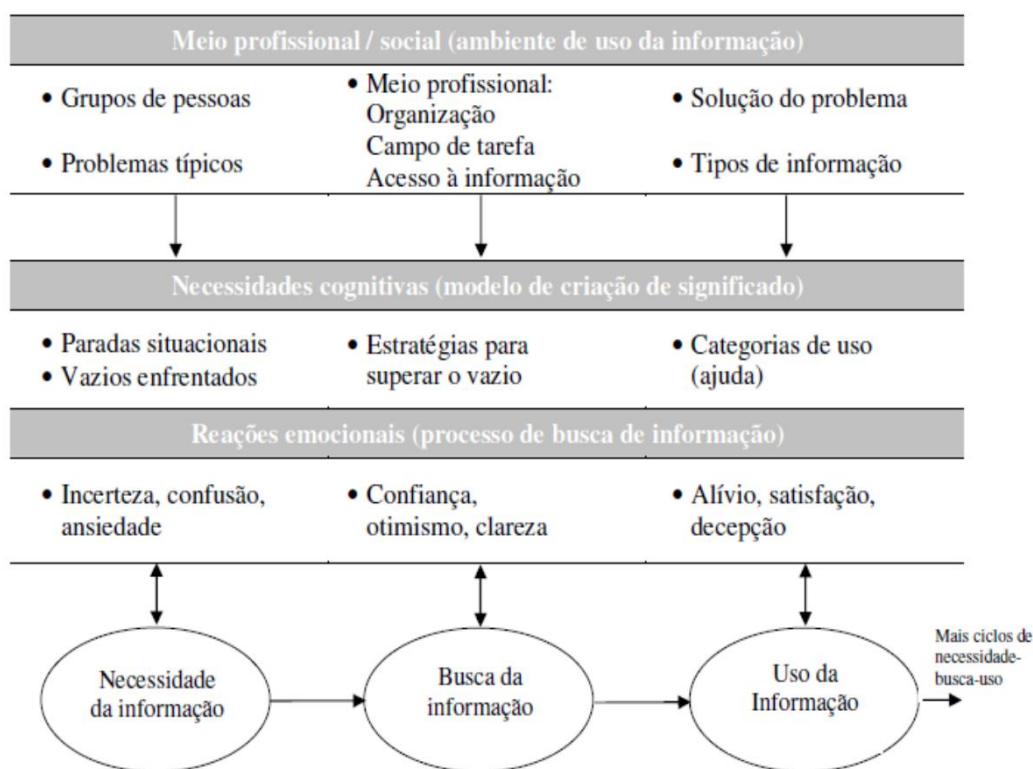 Meio profissional / social (ambiente de uso da informação)
• Grupos de pessoas
• Problemas típicos
• Meio profissional:
Organização
Campo de tarefa
Acesso à informação
• Solução do problema
• Tipos de informação
Necessidades cognitivas (modelo de criação de significado)
• Paradas situacionais
• Vazios enfrentados
• Estratégias para
superar o vazio
• Categorias de uso
(ajuda)
Reações emocionais (processo de busca de informação)
• Incerteza, confusão,
ansiedade
• Confiança,
otimismo, clareza
• Alívio, satisfação,
decepção
Necessidade
da informação
Busca da
informação
Uso da
Informação
Mais ciclos de
necessidade-
busca-uso